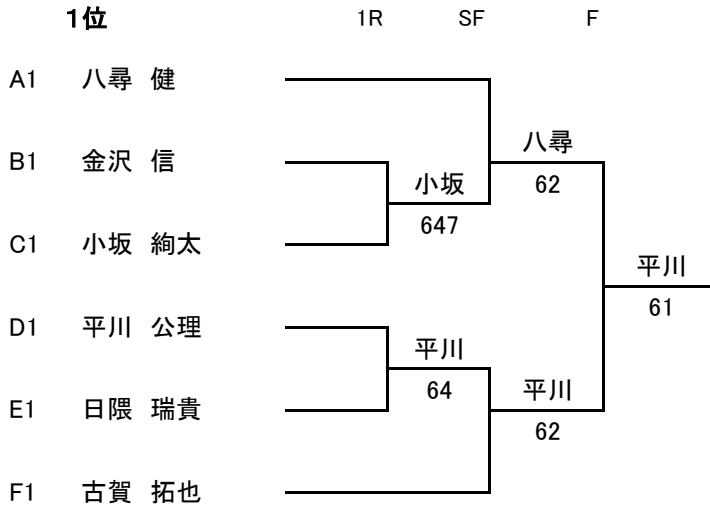 1位 1R SF F
A1 八尋 健
八尋
B1 金沢 信
62
小坂
647
C1 小坂 絢太
平川
61
D1 平川 公理
平川
64
平川
E1 日隈 瑞貴
62
F1 古賀 拓也